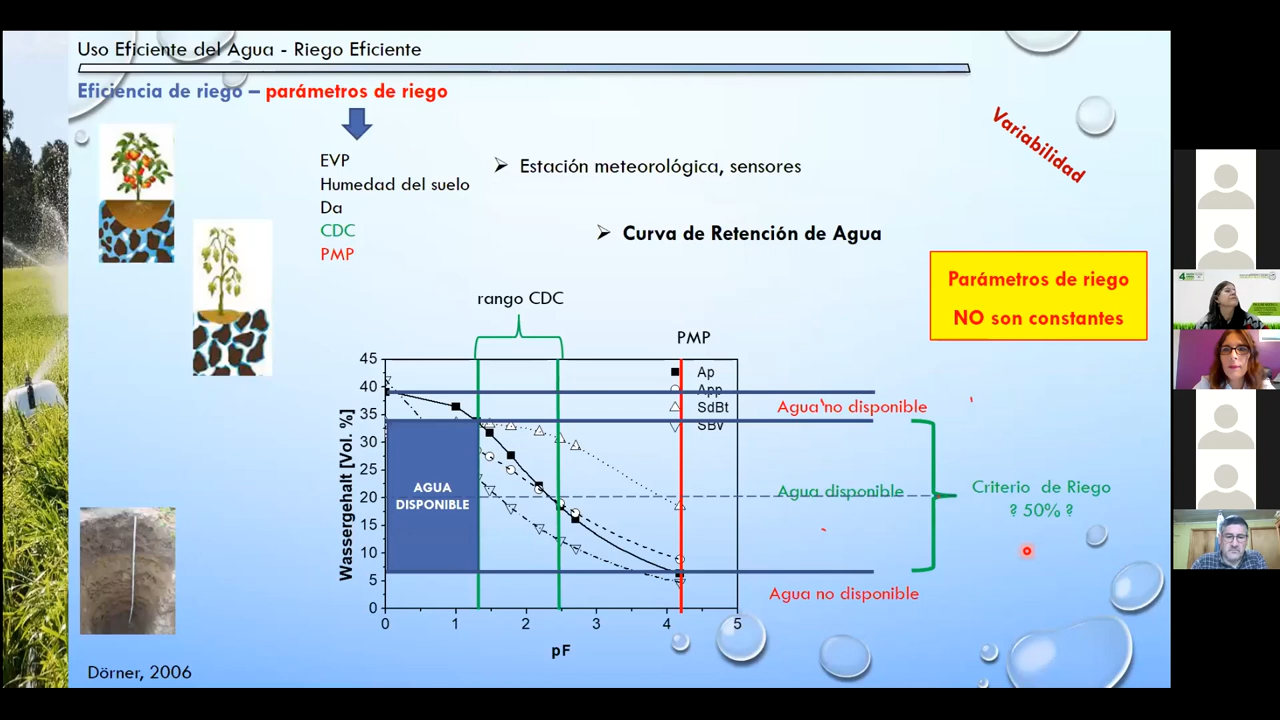 Uso Eficiente del Agua - Riego Eficiente
Eficiencia de riego – parámetros de riego
Variabilidad
EVP
Humedad del suelo
Da
CDC
PMP
Estación meteorológica, sensores
Curva de Retención de Agua
Parámetros de riego
NO son constantes
rango CDC
PMP
45
40
35
30
25
20
15
10
5
0
Wassergehalt [Vol. %]
Ap
App
SdBt
SBv
AGUA
DISPONIBLE
Agua no disponible
Agua disponible
Agua no disponible
Criterio de Riego
? 50% ?
0 1 2 3 4 5
pF
Dörner, 2006